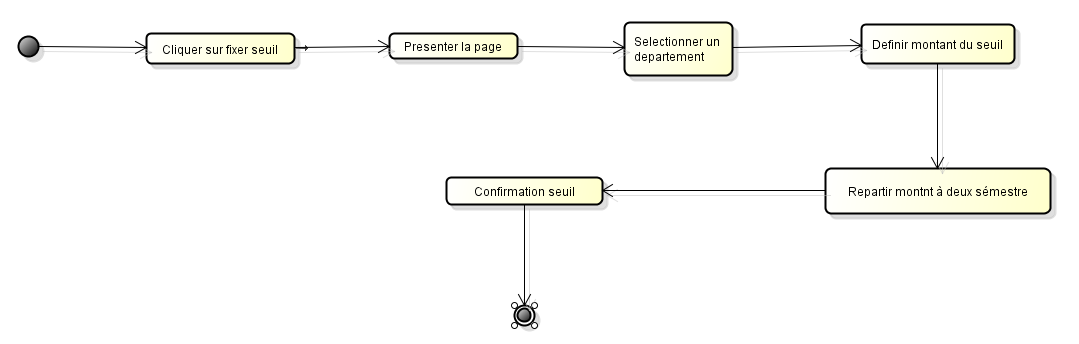 Cliquer sur fixer seuil
Presenter la page
Selectionner un
departement
Definir montant du seuil
Repartir montnt à deux sémestre
Confirmation seuil